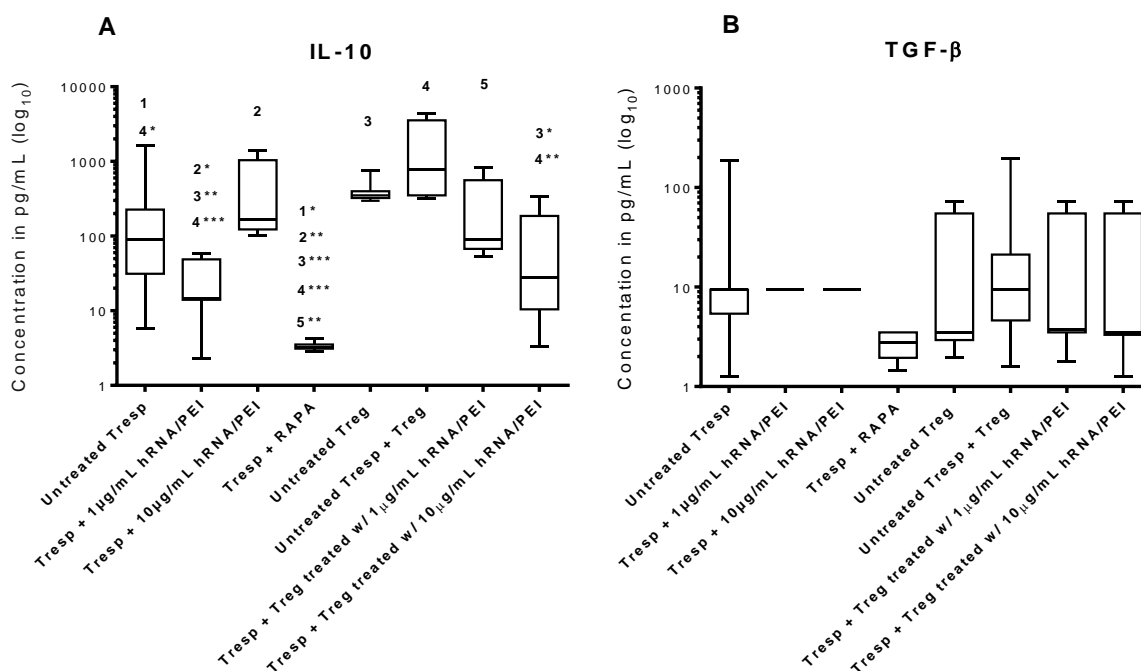 A
IL-10
Concentration in pg/mL (log10)
10000
1000
100
10
1
1
4*
2*
3**
4***
2
1*
2**
3***
4***
5**
3
4
5
3*
4**
Untreated Tresp
Tresp + 1µg/mL hRNA/PEI
Tresp + 10µg/mL hRNA/PEI
Tresp + RAPA
Untreated Treg
Untreated Tresp + Treg
Tresp + Treg treated w/ 1µg/mL hRNA/PEI
Tresp + Treg treated w/ 10µg/mL hRNA/PEI
B
TGF-β
Concentation in pg/mL (log10)
1000
100
10
1
Untreated Tresp
Tresp + 1µg/mL hRNA/PEI
Tresp + 10µg/mL hRNA/PEI
Tresp + RAPA
Untreated Treg
Untreated Tresp + Treg
Tresp + Treg treated w/ 1µg/mL hRNA/PEI
Tresp + Treg treated w/ 10µg/mL hRNA/PEI